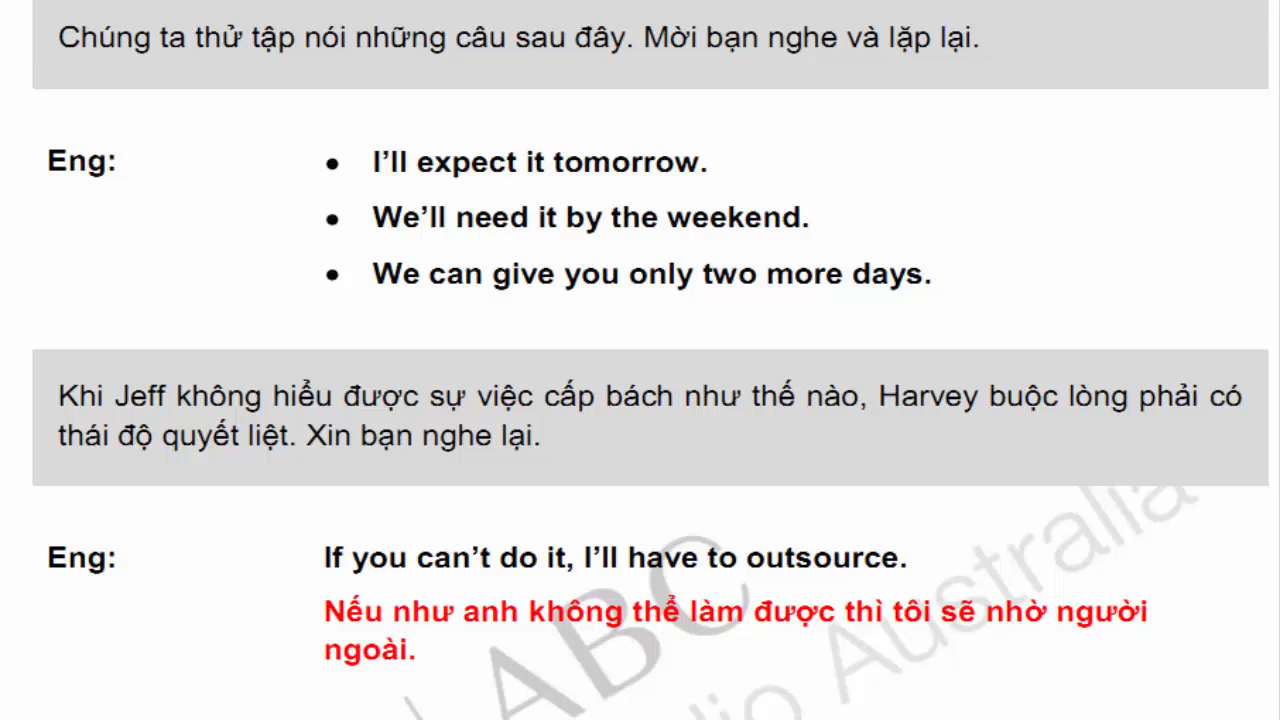 Chúng ta thử tập nói những câu sau đây. Mời bạn nghe và lặp lại.
Eng:
• I’ll expect it tomorrow.
• We’ll need it by the weekend.
• We can give you only two more days.
Khi Jeff không hiểu được sự việc cấp bách như thế nào, Harvey buộc lòng phải có
thái độ quyết liệt. Xin bạn nghe lại.
Eng: If you can’t do it, I’ll have to outsource.
Nếu như anh không thể làm được thì tôi sẽ nhờ người
ngoài.
ABC
Australia